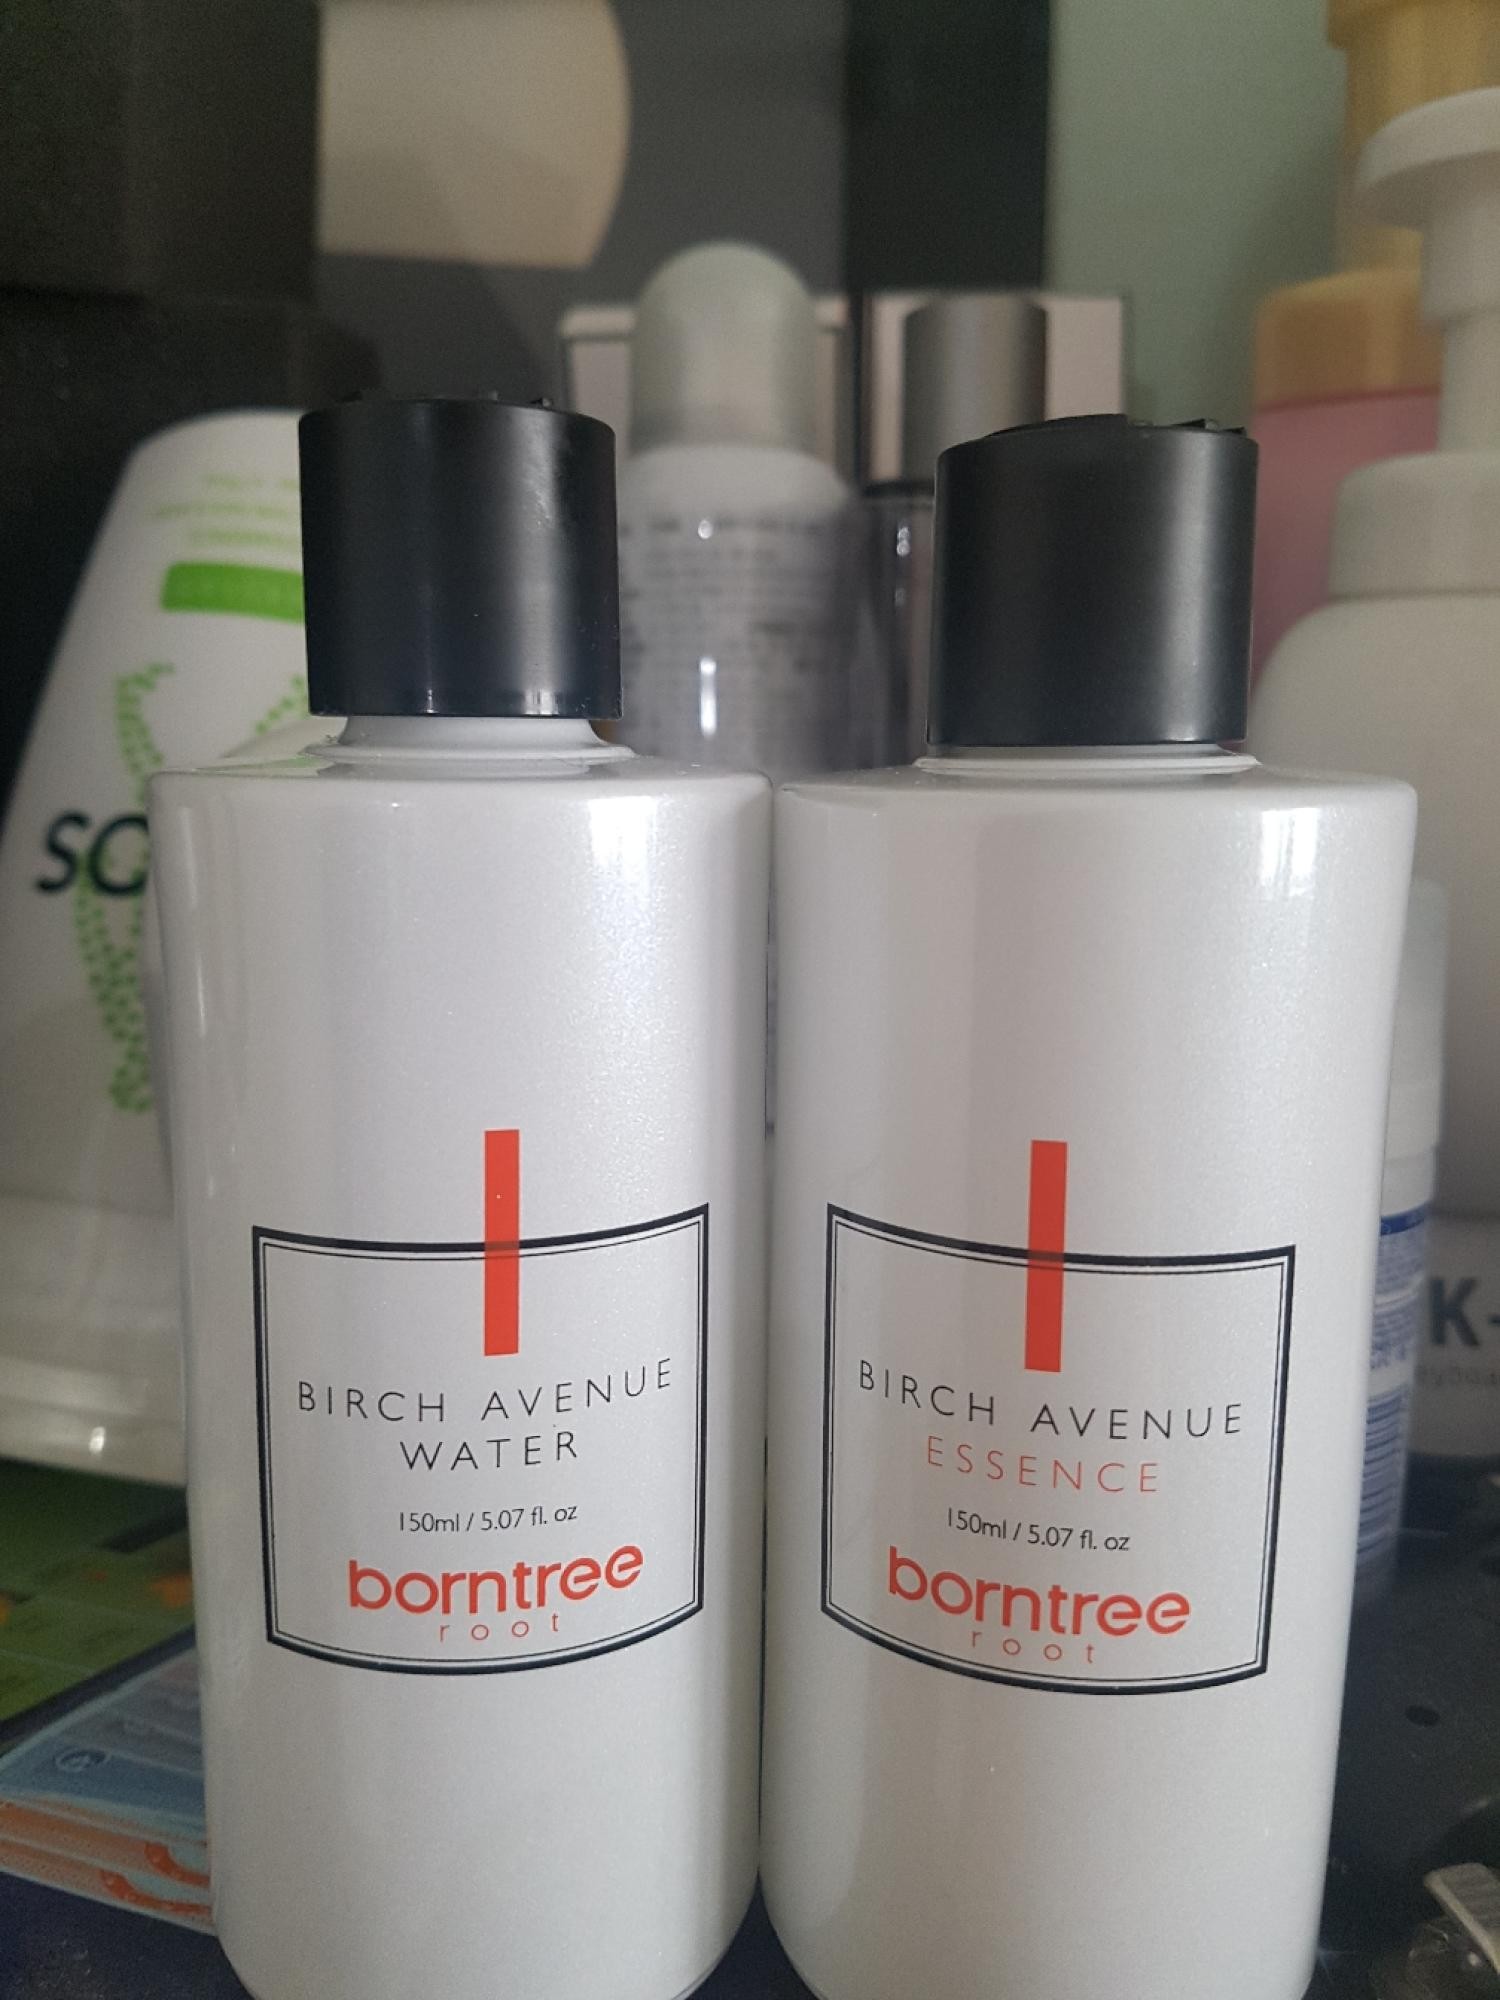 BIRCH AVENUE
WATER
150ml / 5.07 fl. oz
borntree
root
BIRCH AVENUE
ESSENCE
150ml / 5.07 fl. oz
borntree
root
K-